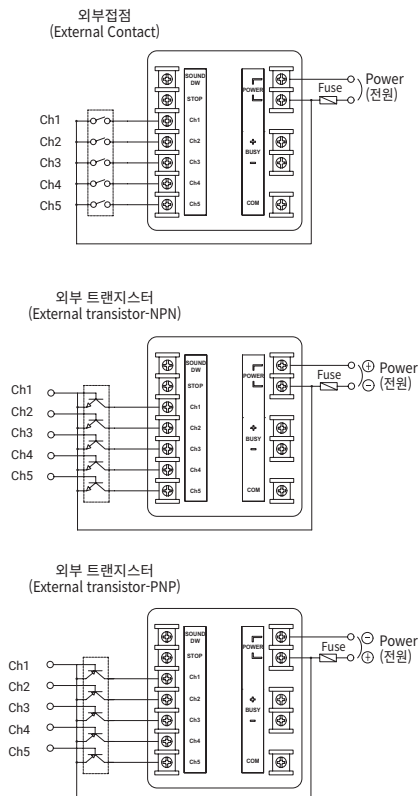 외부접점
(External Contact)
SOUND
DW
STOP
Ch1
Ch2
Ch3
Ch4
Ch5
POWER
+
BUSY
-
COM
Ch1
Ch2
Ch3
Ch4
Ch5
Fuse
Power
(전원)
외부 트랜지스터
(External transistor-NPN)
SOUND
DW
STOP
Ch1
Ch2
Ch3
Ch4
Ch5
POWER
+
BUSY
-
COM
Ch1
Ch2
Ch3
Ch4
Ch5
Fuse
+ Power
- (전원)
외부 트랜지스터
(External transistor-PNP)
SOUND
DW
STOP
Ch1
Ch2
Ch3
Ch4
Ch5
POWER
+
BUSY
-
COM
Ch1
Ch2
Ch3
Ch4
Ch5
Fuse
- Power
+ (전원)